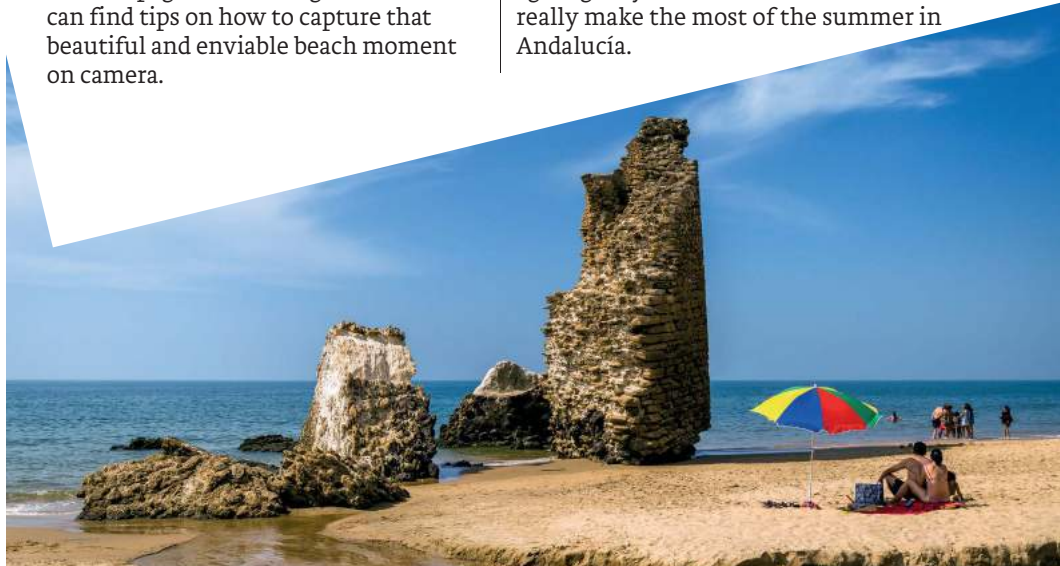 can find tips on how to capture that
beautiful and enviable beach moment
on camera.
really make the most of the summer in
Andalucía.